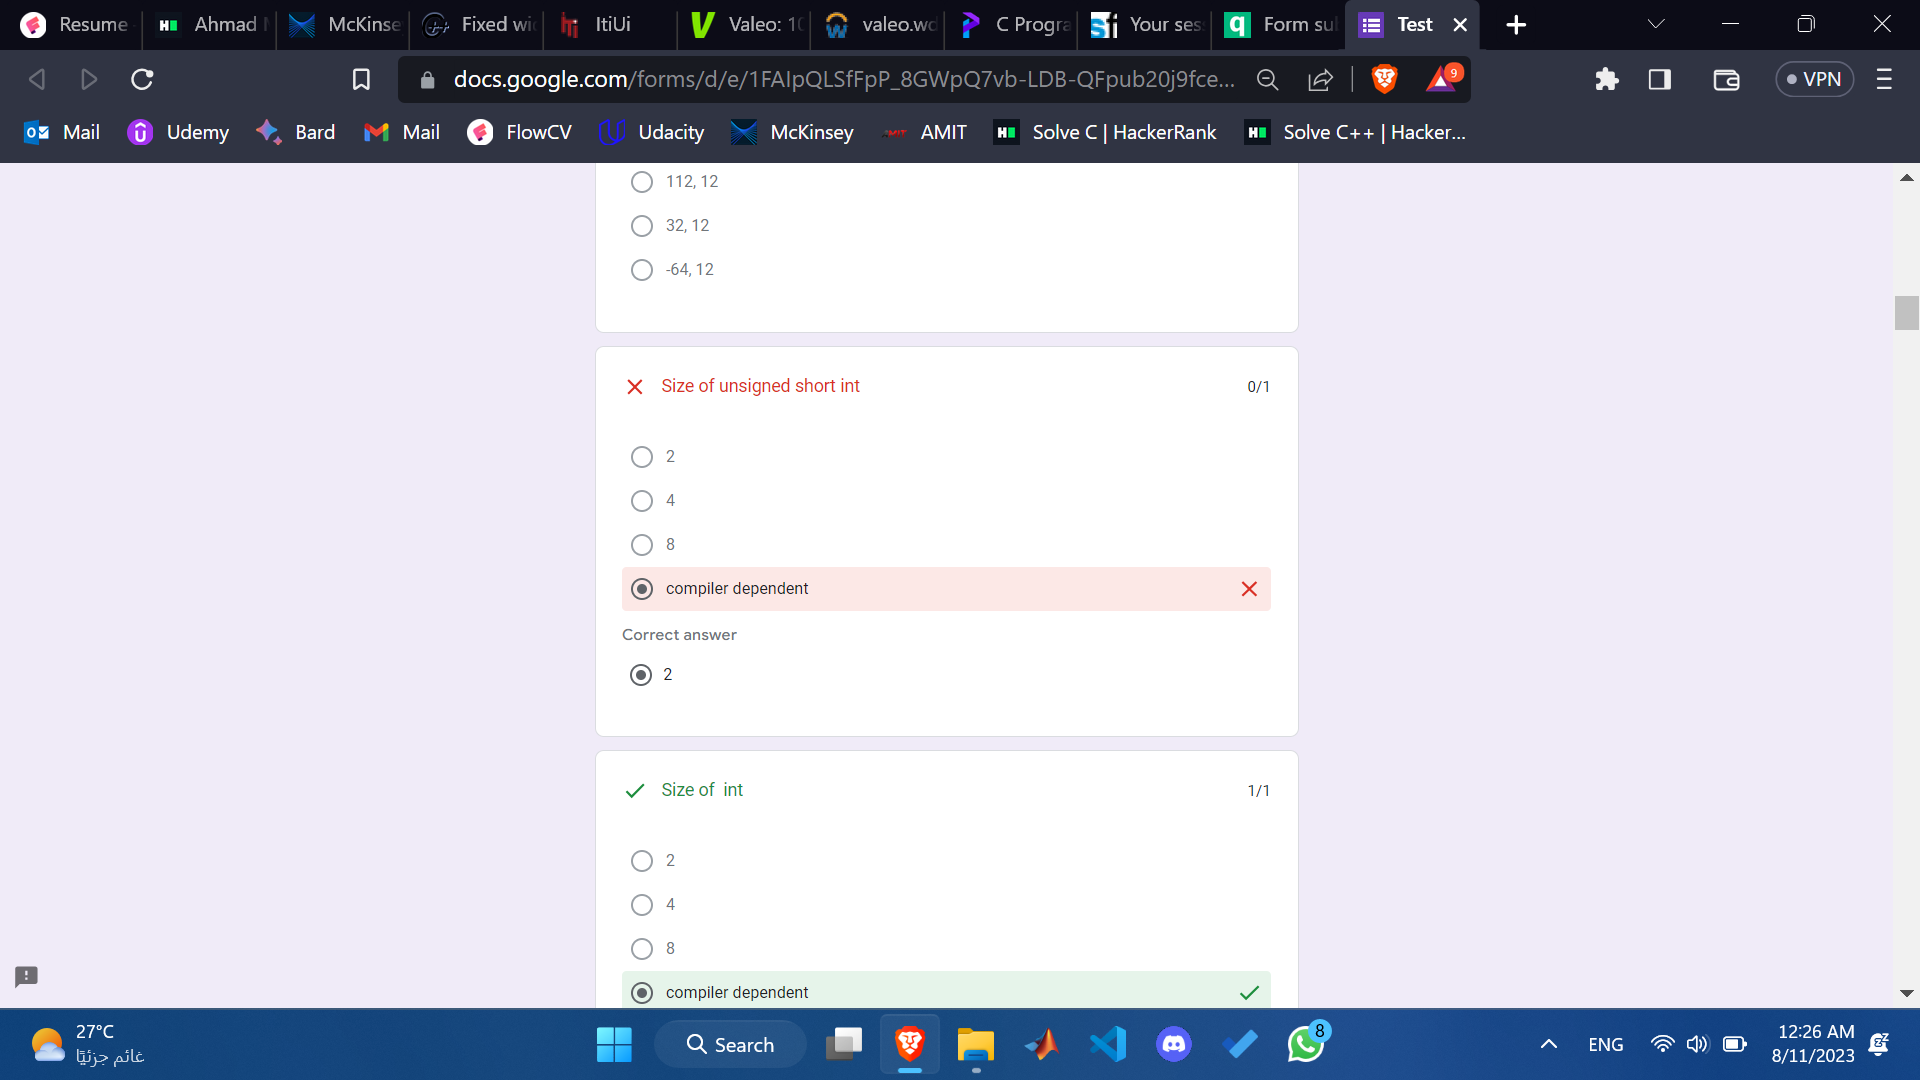 Resume
Ahmad
McKinse
Fixed wi
ItiUi
Valeo: 10
valeo.wd
C Progra
Your ses
Form sul
Test
docs.google.com/forms/d/e/1FAIpQLSfFpP_8GWpQ7vb-LDB-QFpub20j9fce...
9
VPN
Mail
Udemy
Bard
Mail
FlowCV
Udacity
McKinsey
AMIT
Solve C | HackerRank
Solve C++ | Hacker...
112, 12
32, 12
-64, 12
Size of unsigned short int
0/1
2
4
8
compiler dependent
Correct answer
2
Size of  int
1/1
2
4
8
compiler dependent
27°C
غائم جزئيًا
Search
8
ENG
12:26 AM
8/11/2023